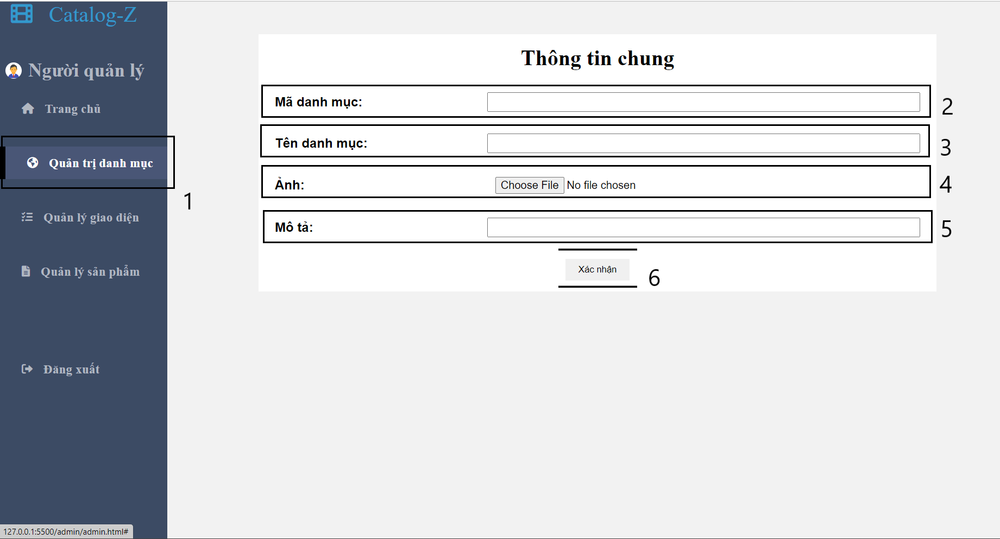 Catalog-Z
Người quản lý
Trang chủ
Quản trị danh mục
1
Quản lý giao diện
Quản lý sản phẩm
Đăng xuất
Thông tin chung
Mã danh mục:
2
Tên danh mục:
3
Ảnh:
Choose File No file chosen
4
Mô tả:
5
Xác nhận
6
127.0.0.1:5500/admin/admin.html#